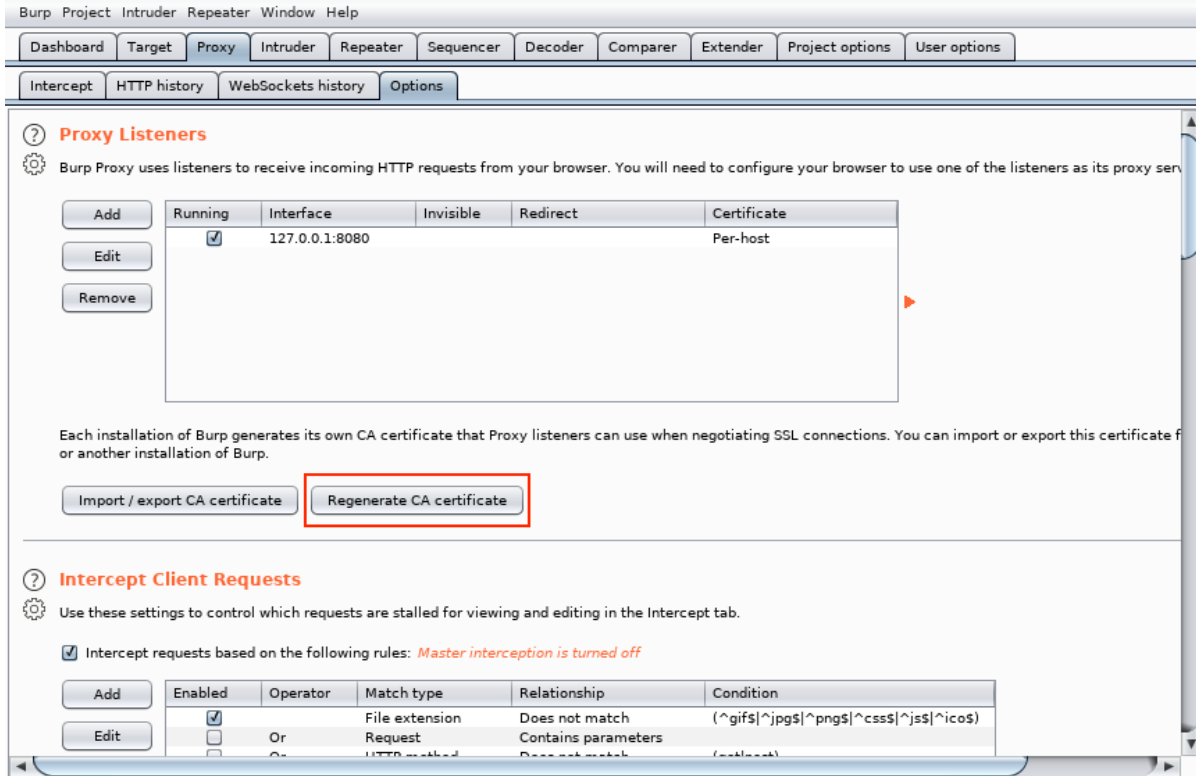 Burp Project Intruder Repeater Window Help
Dashboard Target Proxy Intruder Repeater Sequencer Decoder Comparer Extender Project options User options
Intercept HTTP history WebSockets history Options
Proxy Listeners
Burp Proxy uses listeners to receive incoming HTTP requests from your browser. You will need to configure your browser to use one of the listeners as its proxy serv
Add Running Interface Invisible Redirect Certificate
127.0.0.1:8080 Per-host
Edit
Remove
Each installation of Burp generates its own CA certificate that Proxy listeners can use when negotiating SSL connections. You can import or export this certificate f
or another installation of Burp.
Import / export CA certificate Regenerate CA certificate
Intercept Client Requests
Use these settings to control which requests are stalled for viewing and editing in the Intercept tab.
Intercept requests based on the following rules: Master interception is turned off
Add Enabled Operator Match type Relationship Condition
File extension Does not match (^gif$|^jpg$|^png$|^css$|^js$|^ico$)
Edit Or Request Contains parameters
Or HTTP method Does not match (get|post)